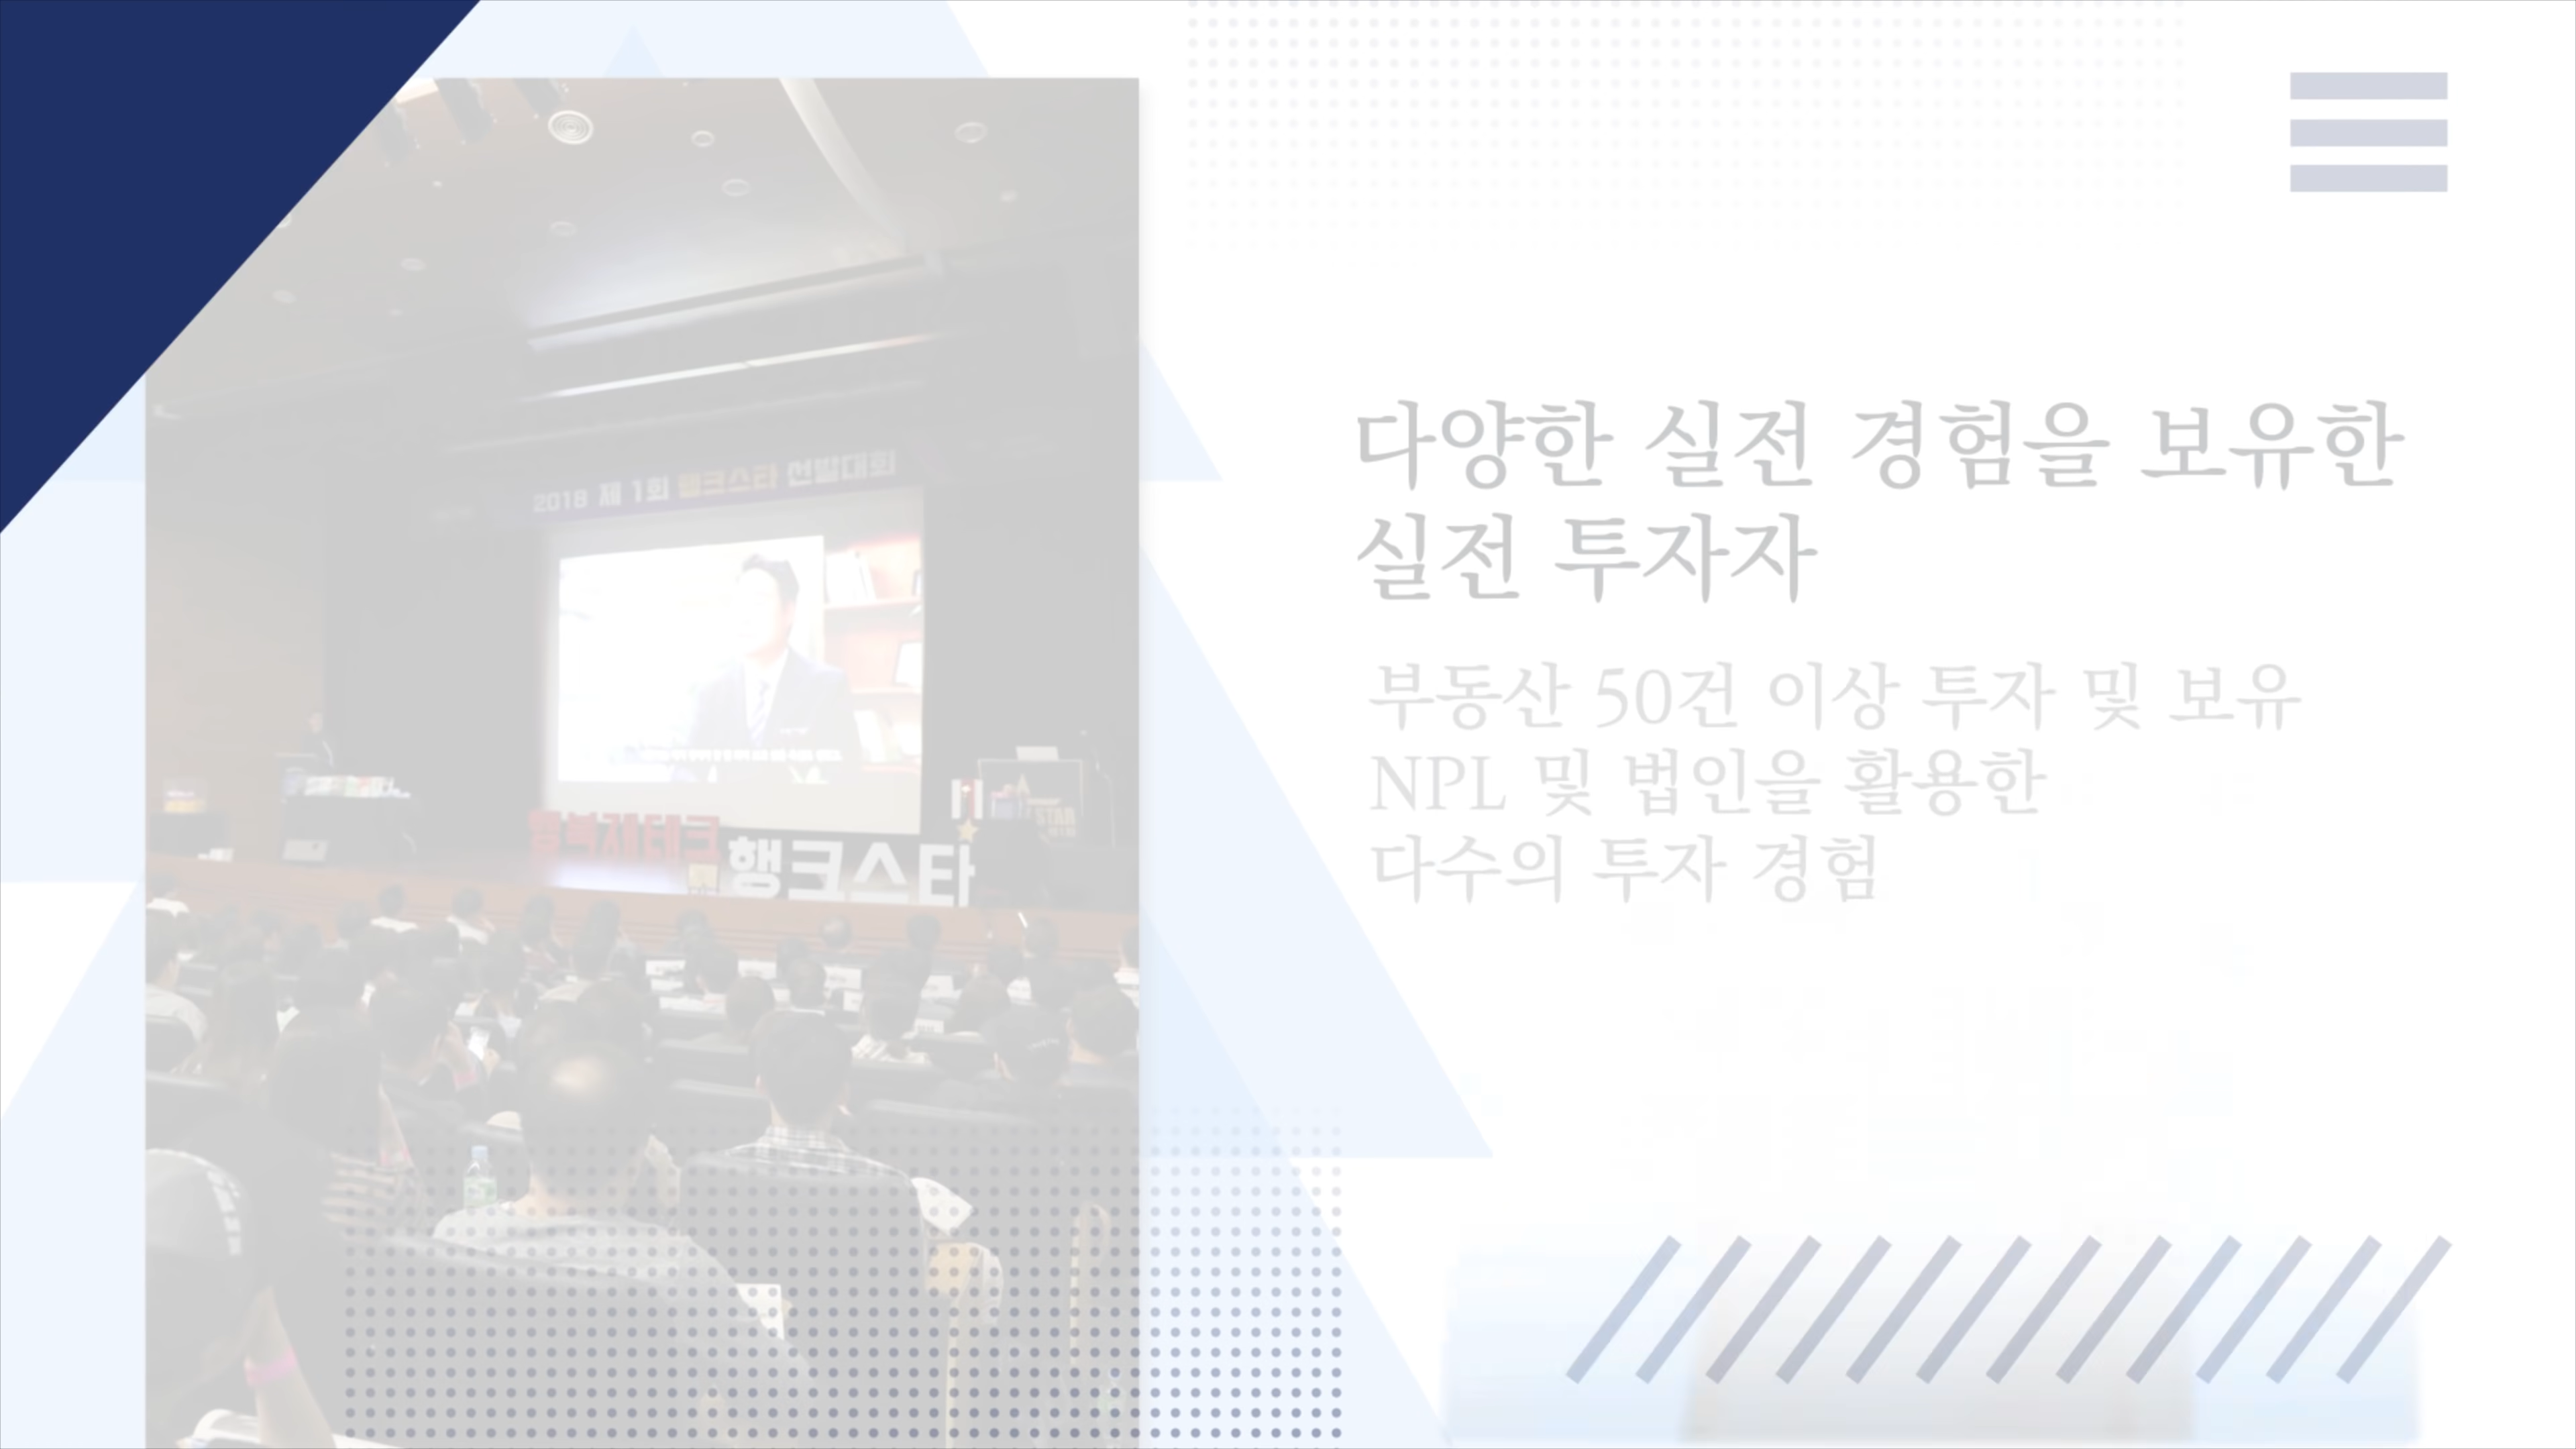 2018 제 1회 행크스타 선발대회
행복재테크
행크스타
다양한 실전 경험을 보유한
실전 투자자
부동산 50건 이상 투자 및 보유
NPL 및 법인을 활용한
다수의 투자 경험